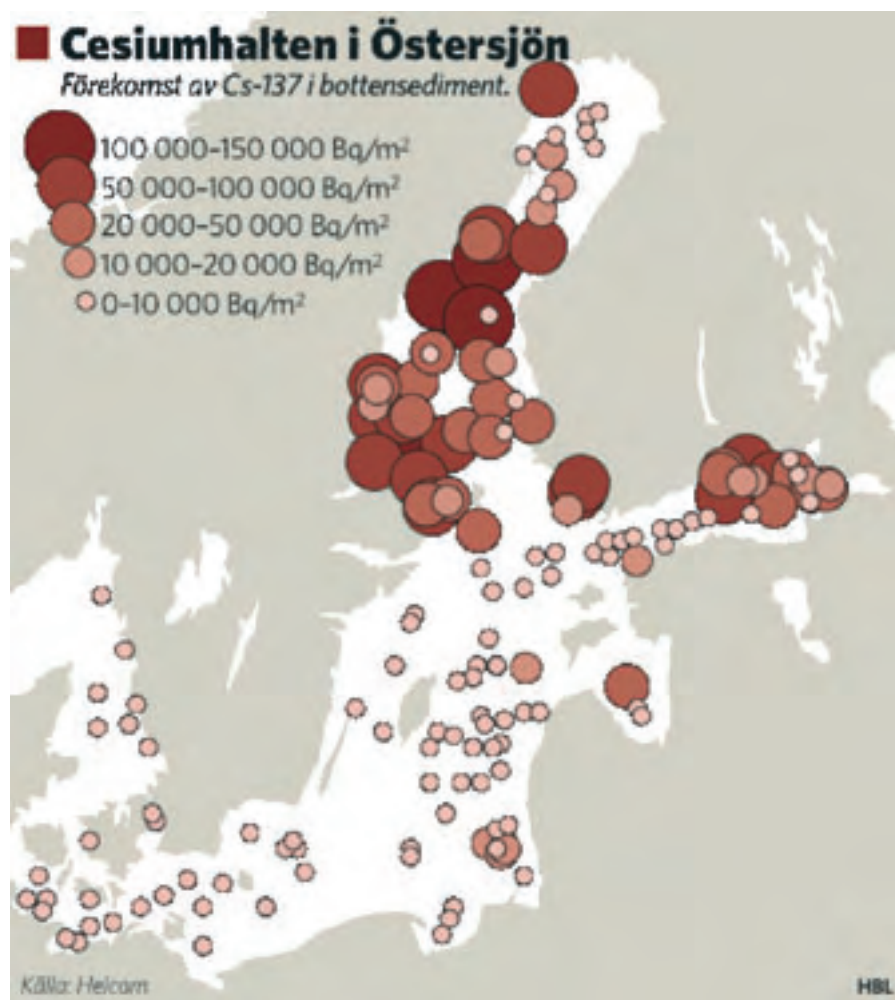 Cesiumhalten i Östersjön
Förekomst av Cs-137 i bottensediment.
100 000–150 000 Bq/m²
50 000–100 000 Bq/m²
20 000–50 000 Bq/m²
10 000–20 000 Bq/m²
0–10 000 Bq/m²
Källa: Helcom
HBL